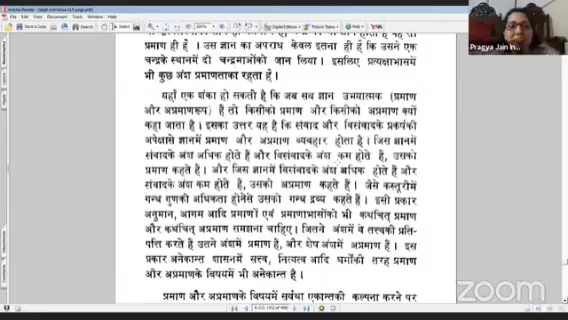 प्रमाण ही है । उस ज्ञान का अपराध केवल इतना ही है कि उसने एक
चन्द्रके स्थानमें दो चन्द्रमाओंको जान लिया । इसलिए प्रत्यक्षाभासमें
भी कुछ अंश प्रमाणताका रहता है ।
यहाँ एक शंका हो सकती है कि जब सब ज्ञान उभयात्मक (प्रमाण
और अप्रमाणरूप) हैं तो किसीको प्रमाण और किसीको अप्रमाण क्यों
कहा जाता है । इसका उत्तर यह है कि संवाद और विसंवादके प्रकर्षकी
अपेक्षासे ज्ञानमें प्रमाण और अप्रमाण व्यवहार होता है । जिस ज्ञानमें
संवादके अंश अधिक होते हैं और विसंवादके अंश कम होते हैं, उसको
प्रमाण कहते हैं । और जिस ज्ञानमें विसंवादके अंश अधिक होते हैं और
संवादके अंश कम होते हैं, उसको अप्रमाण कहते हैं । जैसे कस्तूरीमें
गन्ध गुणकी अधिकता होनेसे उसको गन्ध द्रव्य कहते हैं । इसी प्रकार
अनुमान, आगम आदि प्रमाणों एवं प्रमाणाभासोंको भी कथंचित् प्रमाण
और कथंचित् अप्रमाण समझना चाहिए । जितने अंशमें वे तत्त्वकी प्रति-
पत्ति करते हैं उतने अंशमें प्रमाण हैं, और शेष अंशमें अप्रमाण हैं । इस
प्रकार अनेकान्त शासनमें सत्त्व, नित्यत्व आदि धर्मोंकी तरह प्रमाण
और अप्रमाणके विषयमें भी अनेकान्त है ।
प्रमाण और अप्रमाणके विषयमें सर्वथा एकान्तकी कल्पना करने पर
Pragya Jain In...
zoom